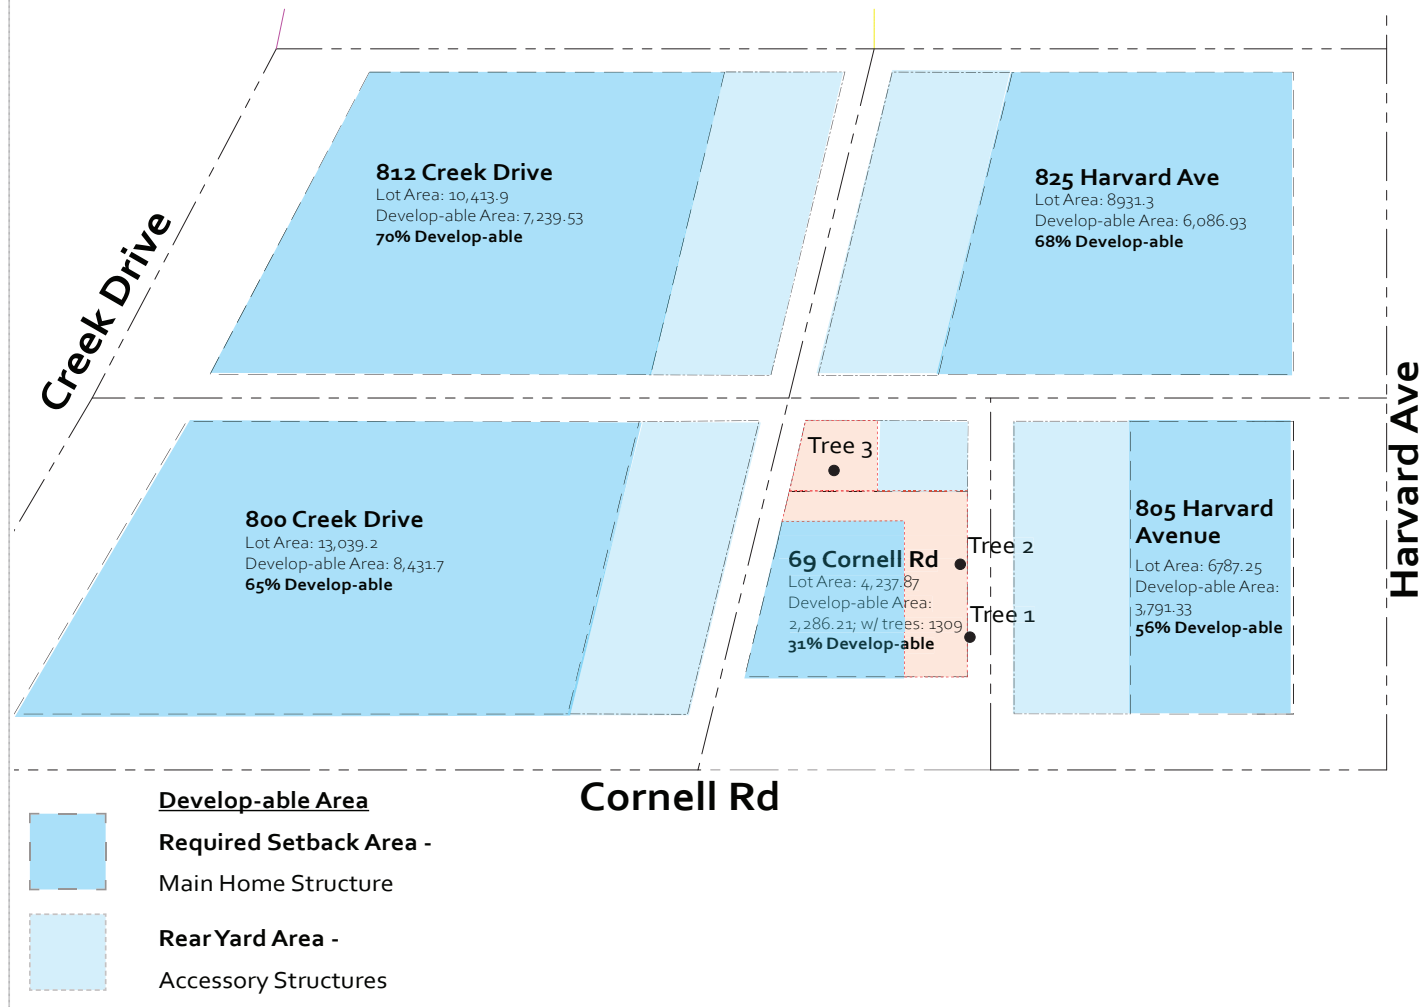 812 Creek Drive
Lot Area: 10,413.9
Develop-able Area: 7,239.53
70% Develop-able
825 Harvard Ave
Lot Area: 8931.3
Develop-able Area: 6,086.93
68% Develop-able
Creek Drive
Harvard Ave
800 Creek Drive
Lot Area: 13,039.2
Develop-able Area: 8,431.7
65% Develop-able
Tree 3
69 Cornell Rd
Lot Area: 4,237.87
Develop-able Area:
2,286.21; w/ trees: 1309
31% Develop-able
Tree 2
Tree 1
805 Harvard
Avenue
Lot Area: 6787.25
Develop-able Area:
3,791.33
56% Develop-able
Cornell Rd
Develop-able Area
Required Setback Area -
Main Home Structure
Rear Yard Area -
Accessory Structures